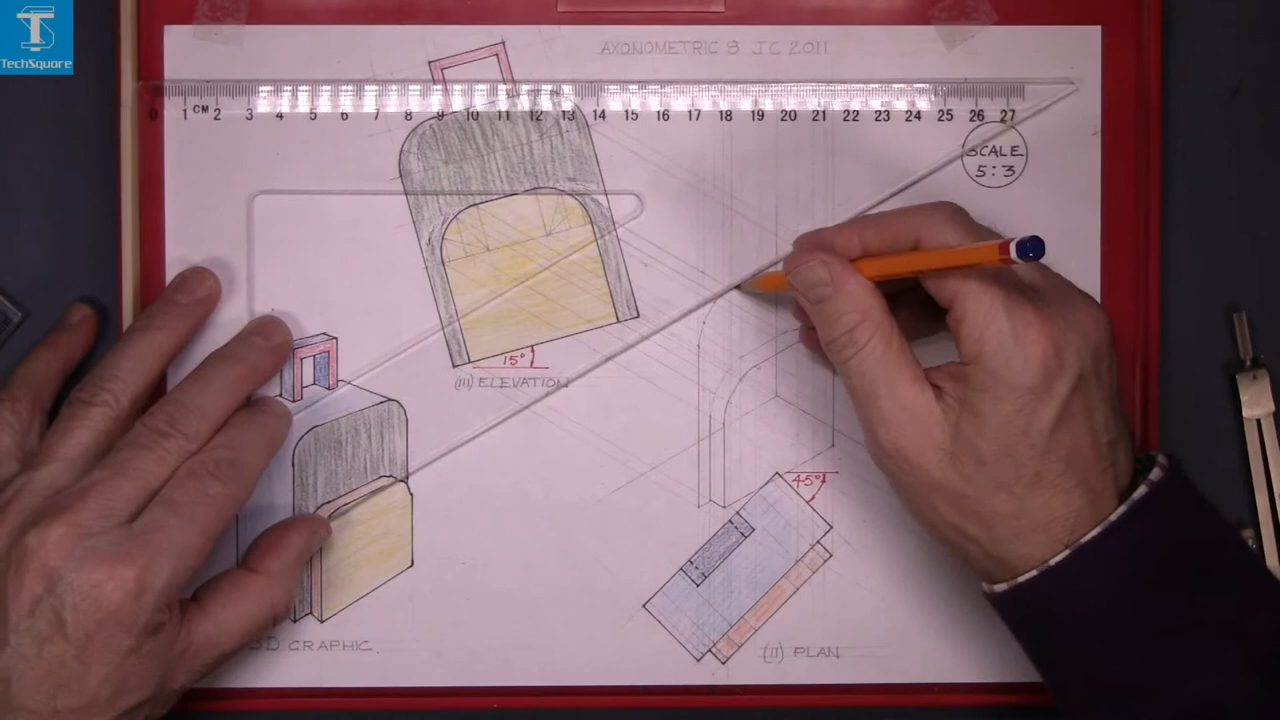 TS
TechSquare
AXONOMETRIC 8 JC 2011
0 1 CM 2 3 4 5 6 7 8 9 10 11 12 13 14 15 16 17 18 19 20 21 22 23 24 25 26 27
SCALE
5:3
15°
(III) ELEVATION
45°
3D GRAPHIC.
(II) PLAN